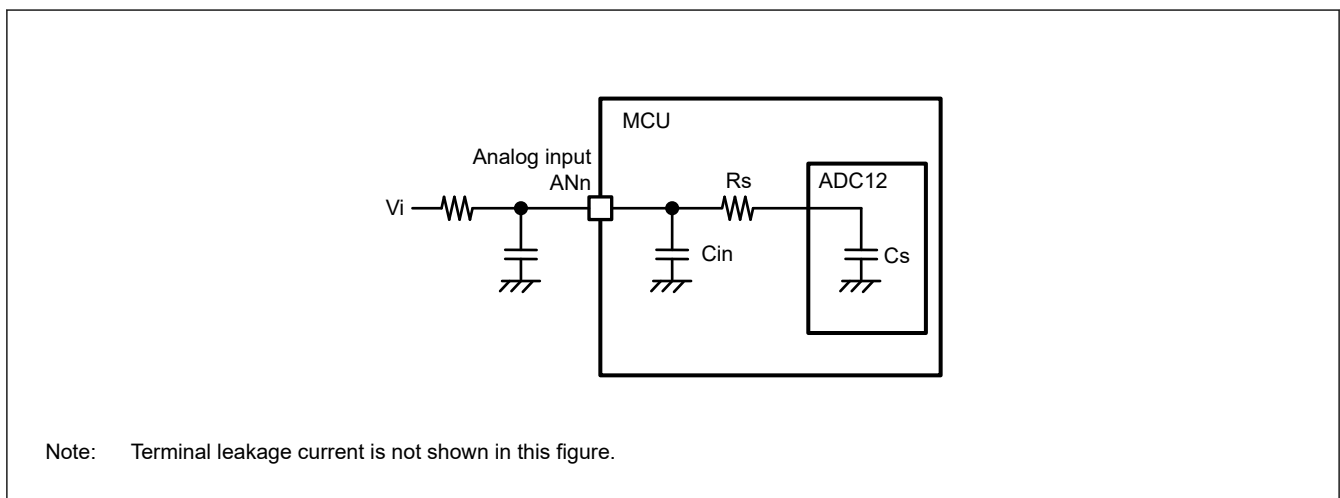 MCU
Analog input
ANn
Rs
ADC12
Vi
Cin
Cs
Note: Terminal leakage current is not shown in this figure.